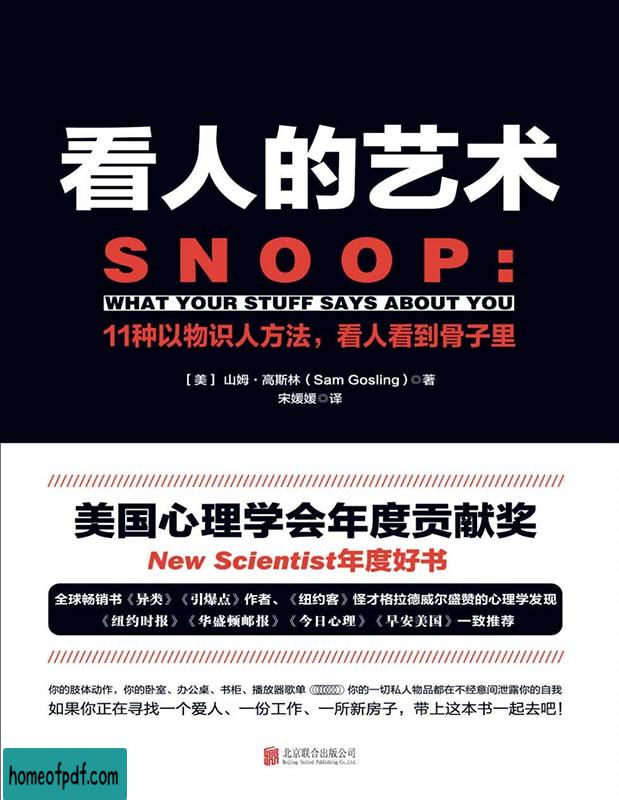 看人的艺术
SNOOP:
WHAT YOUR STUFF SAYS ABOUT YOU
11种以物识人方法，看人看到骨子里
[美] 山姆·高斯林（Sam Gosling）◎著
宋媛媛◎译
美国心理学会年度贡献奖
New Scientist年度好书
全球畅销书《异类》《引爆点》作者、《纽约客》怪才格拉德威尔盛赞的心理学发现
《纽约时报》《华盛顿邮报》《今日心理》《早安美国》一致推荐
你的肢体动作，你的卧室、办公桌、书柜、播放器歌单 你的一切私人物品都在不经意间泄露你的自我
如果你正在寻找一个爱人、一份工作、一所新房子，带上这本书一起去吧！
北京联合出版公司
Beijing United Publishing Co.,Ltd.
homeofpdf.com